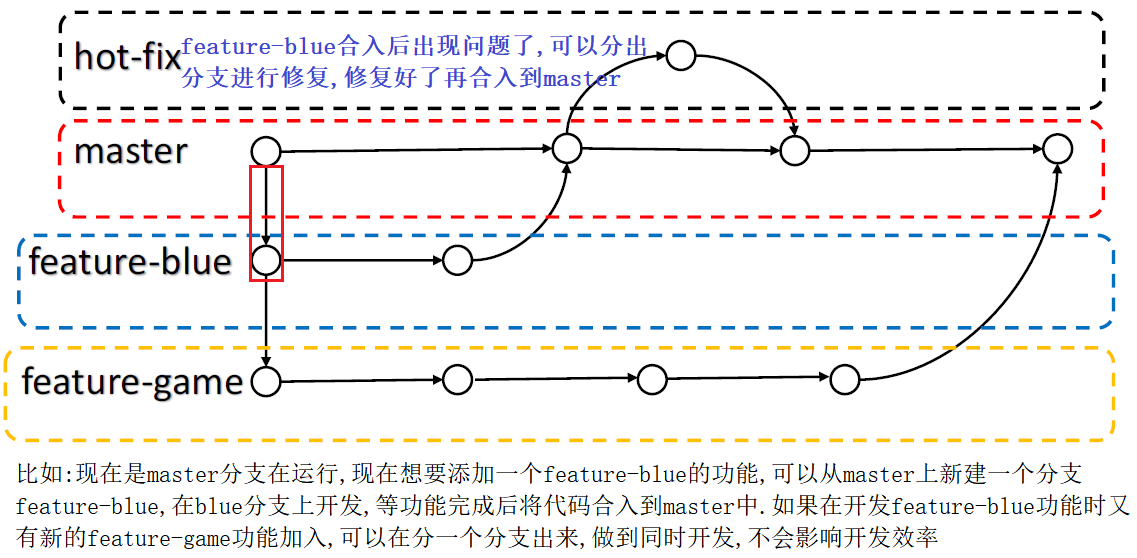 hot-fix
feature-blue合入后出现问题了,可以分出
分支进行修复,修复好了再合入到master
master
feature-blue
feature-game
比如:现在是master分支在运行,现在想要添加一个feature-blue的功能,可以从master上新建一个分支
feature-blue,在blue分支上开发,等功能完成后将代码合入到master中.如果在开发feature-blue功能时又
有新的feature-game功能加入,可以在分一个分支出来,做到同时开发,不会影响开发效率